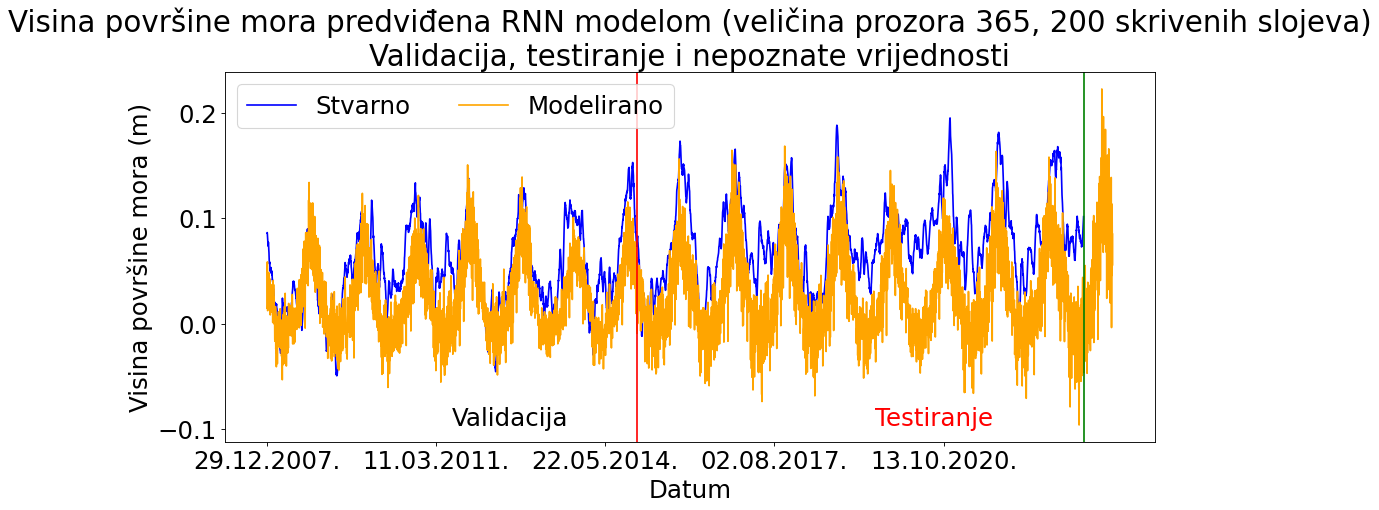 Visina površine mora predviđena RNN modelom (veličina prozora 365, 200 skrivenih slojeva)
Validacija, testiranje i nepoznate vrijednosti
Stvarno
Modelirano
Visina površine mora (m)
0.2
0.1
0.0
−0.1
Validacija
Testiranje
29.12.2007.
11.03.2011.
22.05.2014.
02.08.2017.
13.10.2020.
Datum